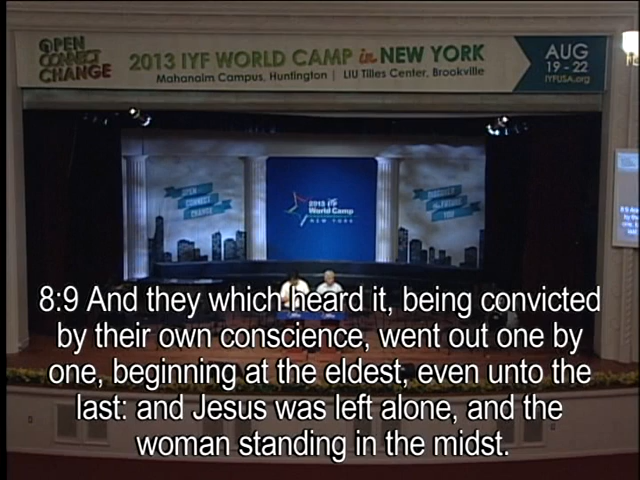 OPEN
CONNECT
CHANGE
2013 IYF WORLD CAMP in NEW YORK
Mahanaim Campus, Huntington | LIU Tilles Center, Brookville
AUG
19 - 22
IYFUSA.org
OPEN
CONNECT
CHANGE
2013 IYF
World Camp
NEW YORK
8:9 And they which heard it, being convicted
by their own conscience, went out one by
one, beginning at the eldest, even unto the
last: and Jesus was left alone, and the
woman standing in the midst.